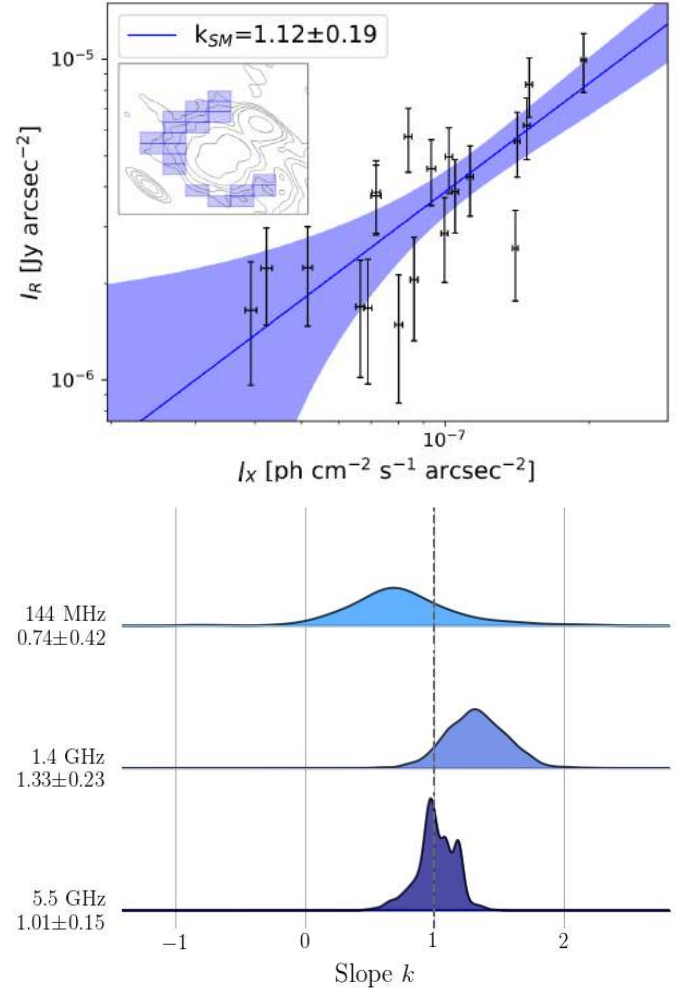 k_SM=1.12±0.19
10⁻⁵
I_R [Jy arcsec⁻²]
10⁻⁶
10⁻⁷
I_X [ph cm⁻² s⁻¹ arcsec⁻²]
144 MHz
0.74±0.42
1.4 GHz
1.33±0.23
5.5 GHz
1.01±0.15
−1 0 1 2
Slope k